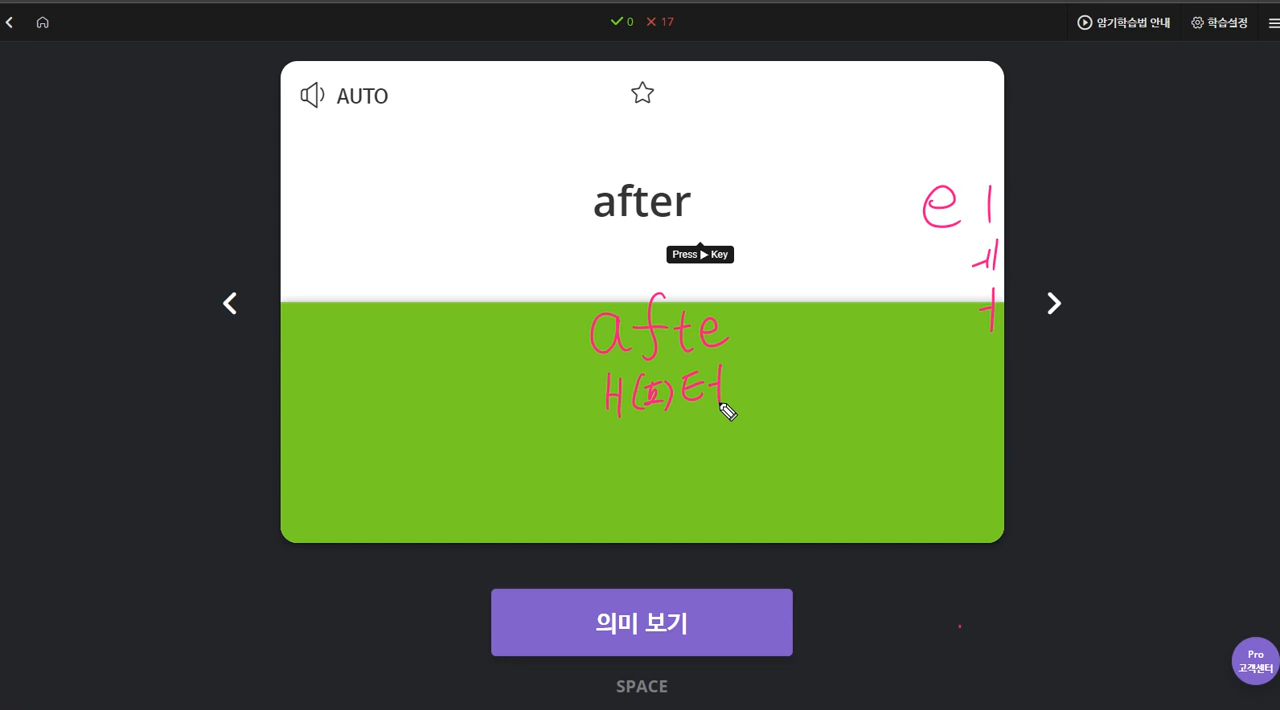 0 17 암기학습법 안내 학습설정
AUTO
after
Press ▶ Key
e ㅣ
ㅔ
ㅓ
afte
ㅐ(프)터
의미 보기
SPACE
Pro
고객센터